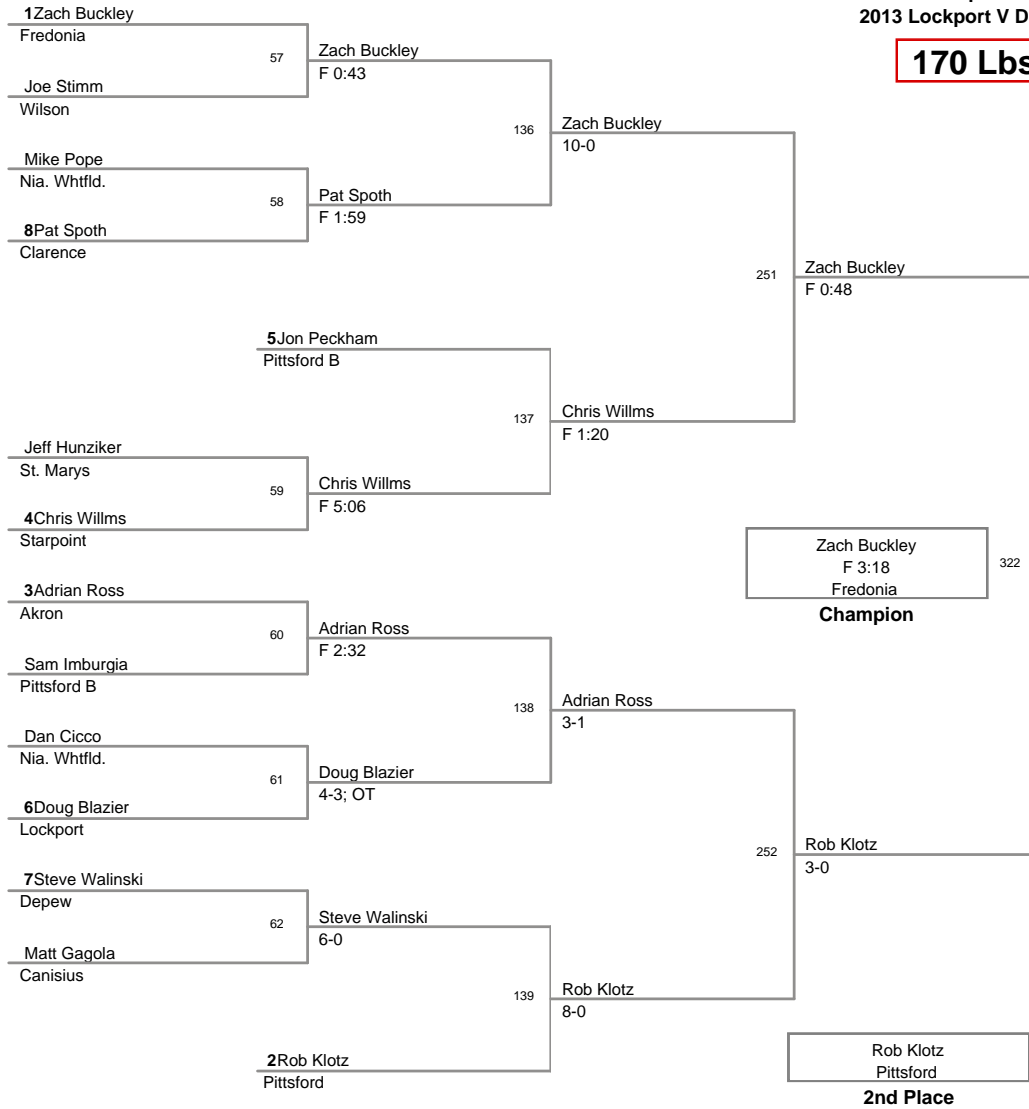 2013 Lockport V D
170 Lbs
1Zach Buckley
Fredonia
57
Zach Buckley
F 0:43
Joe Stimm
Wilson
136
Zach Buckley
10-0
Mike Pope
Nia. Whtfld.
58
Pat Spoth
F 1:59
8Pat Spoth
Clarence
251
Zach Buckley
F 0:48
5Jon Peckham
Pittsford B
137
Chris Willms
F 1:20
Jeff Hunziker
St. Marys
59
Chris Willms
F 5:06
4Chris Willms
Starpoint
Zach Buckley
F 3:18
Fredonia
322
Champion
3Adrian Ross
Akron
60
Adrian Ross
F 2:32
Sam Imburgia
Pittsford B
138
Adrian Ross
3-1
Dan Cicco
Nia. Whtfld.
61
Doug Blazier
4-3; OT
6Doug Blazier
Lockport
252
Rob Klotz
3-0
7Steve Walinski
Depew
62
Steve Walinski
6-0
Matt Gagola
Canisius
139
Rob Klotz
8-0
2Rob Klotz
Pittsford
Rob Klotz
Pittsford
2nd Place